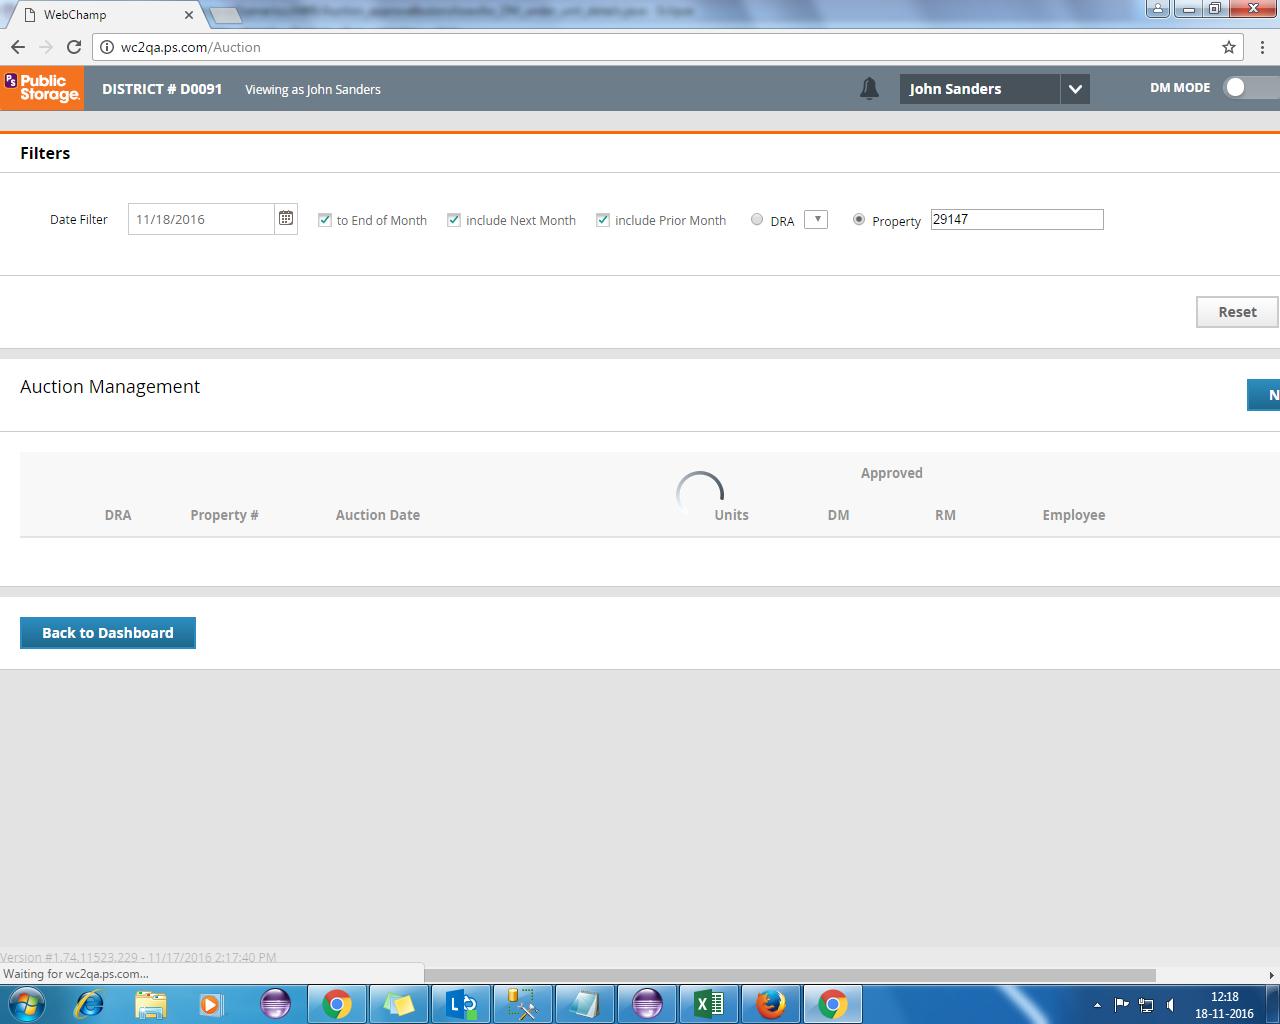 WebChamp
wc2qa.ps.com/Auction
PS Public Storage.
DISTRICT # D0091
Viewing as John Sanders
John Sanders
DM MODE
Filters
Date Filter
11/18/2016
to End of Month
include Next Month
include Prior Month
DRA
Property
29147
Reset
Auction Management
N
Approved
DRA
Property #
Auction Date
Units
DM
RM
Employee
Back to Dashboard
Version #1.74.11523.229 - 11/17/2016 2:17:40 PM
Waiting for wc2qa.ps.com...
12:18
18-11-2016